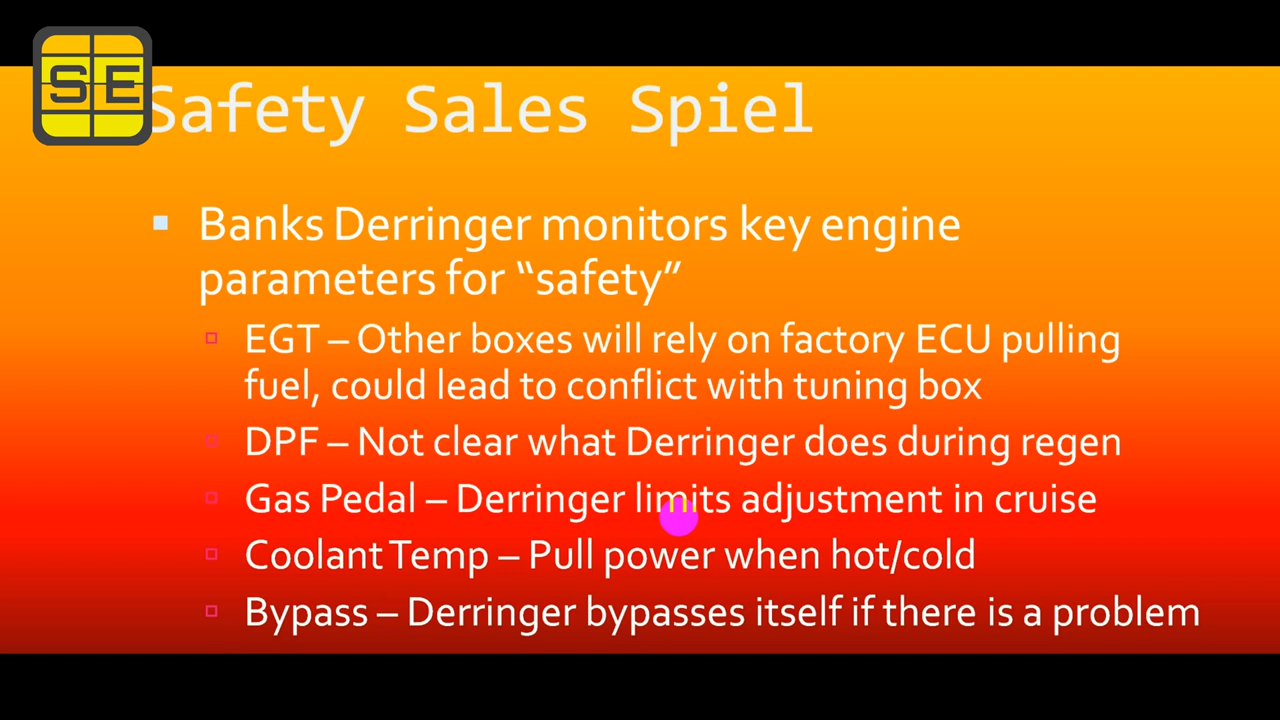 SE
Safety Sales Spiel
Banks Derringer monitors key engine
parameters for “safety”
EGT – Other boxes will rely on factory ECU pulling
fuel, could lead to conflict with tuning box
DPF – Not clear what Derringer does during regen
Gas Pedal – Derringer limits adjustment in cruise
Coolant Temp – Pull power when hot/cold
Bypass – Derringer bypasses itself if there is a problem